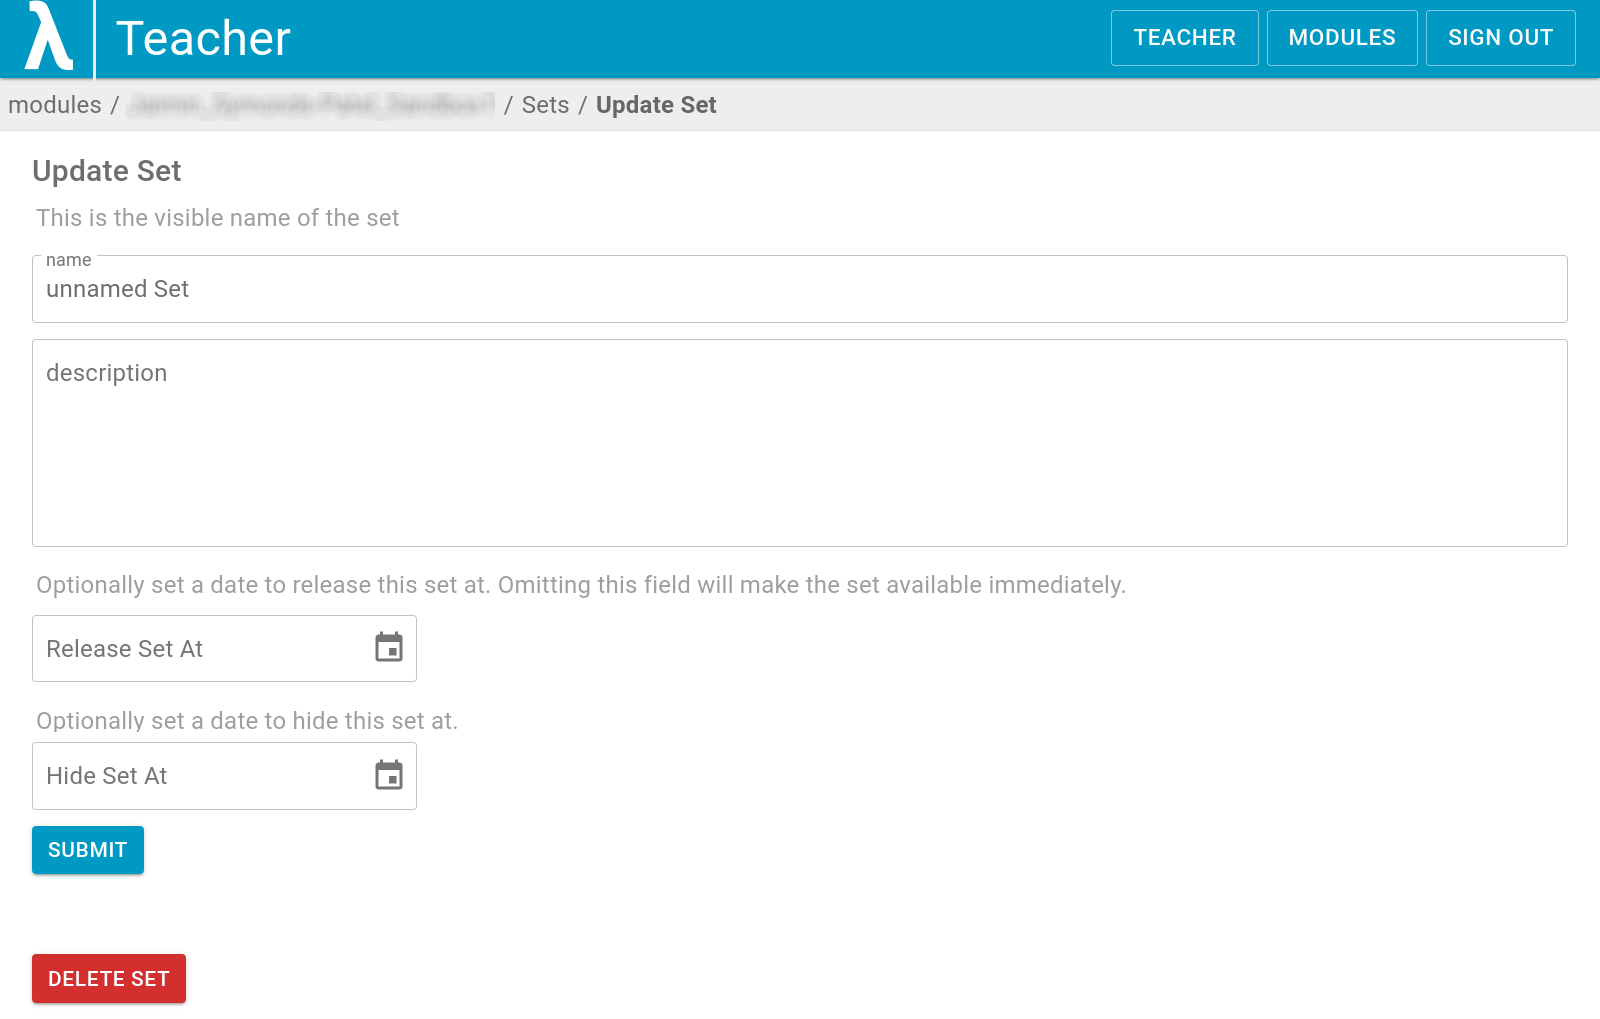 λ Teacher TEACHER MODULES SIGN OUT
modules / / Sets / Update Set
Update Set
This is the visible name of the set
name
unnamed Set
description
Optionally set a date to release this set at. Omitting this field will make the set available immediately.
Release Set At
Optionally set a date to hide this set at.
Hide Set At
SUBMIT
DELETE SET